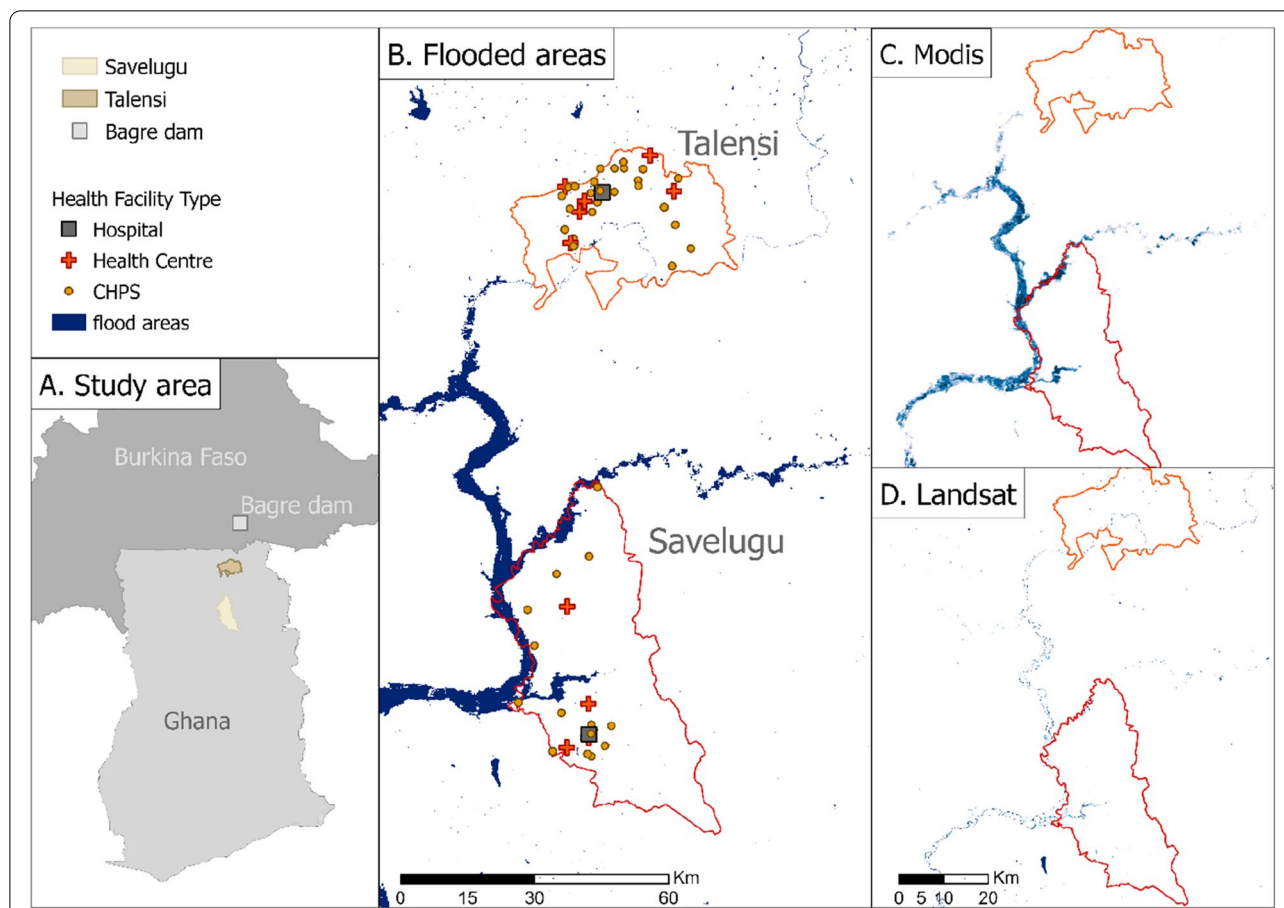 Savelugu
Talensi
Bagre dam
Health Facility Type
Hospital
Health Centre
CHPS
flood areas
A. Study area
Burkina Faso
Bagre dam
Ghana
B. Flooded areas
Talensi
Savelugu
Km
15 30 60
C. Modis
D. Landsat
Km
0 5 10 20